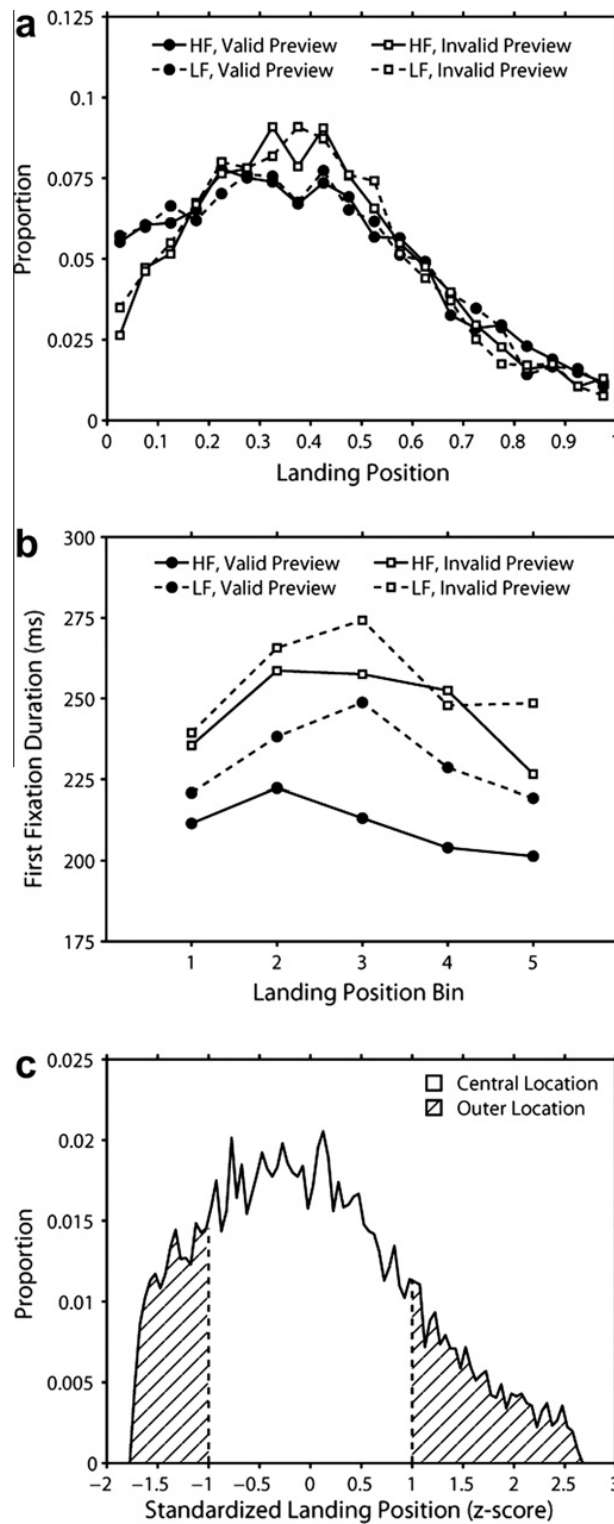 a
0.125
HF, Valid Preview HF, Invalid Preview
LF, Valid Preview LF, Invalid Preview
0.1
0.075
0.05
0.025
0
Proportion
0 0.1 0.2 0.3 0.4 0.5 0.6 0.7 0.8 0.9 1
Landing Position
b
300
HF, Valid Preview HF, Invalid Preview
LF, Valid Preview LF, Invalid Preview
275
250
225
200
175
First Fixation Duration (ms)
1 2 3 4 5
Landing Position Bin
c
0.025
Central Location
Outer Location
0.02
0.015
0.01
0.005
0
Proportion
−2 −1.5 −1 −0.5 0 0.5 1 1.5 2 2.5 3
Standardized Landing Position (z-score)